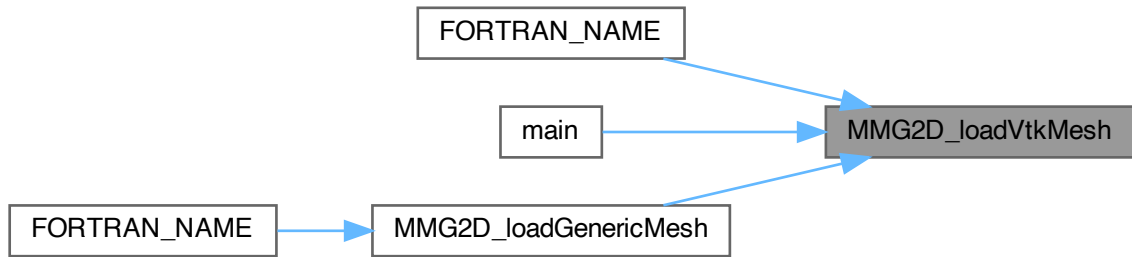 FORTRAN_NAME
main
MMG2D_loadVtkMesh
FORTRAN_NAME
MMG2D_loadGenericMesh